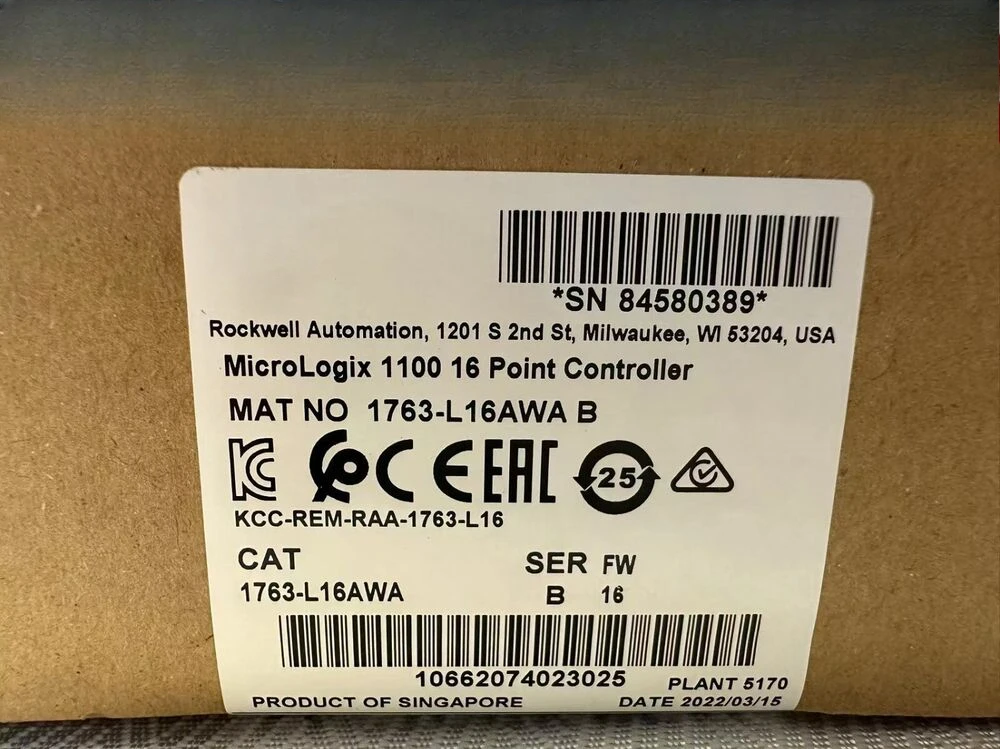 *SN 84580389*
Rockwell Automation, 1201 S 2nd St, Milwaukee, WI 53204, USA
MicroLogix 1100 16 Point Controller
MAT NO 1763-L16AWA B
KC CE EAC 25
KCC-REM-RAA-1763-L16
CAT SER FW
1763-L16AWA B 16
10662074023025
PLANT 5170
PRODUCT OF SINGAPORE DATE 2022/03/15